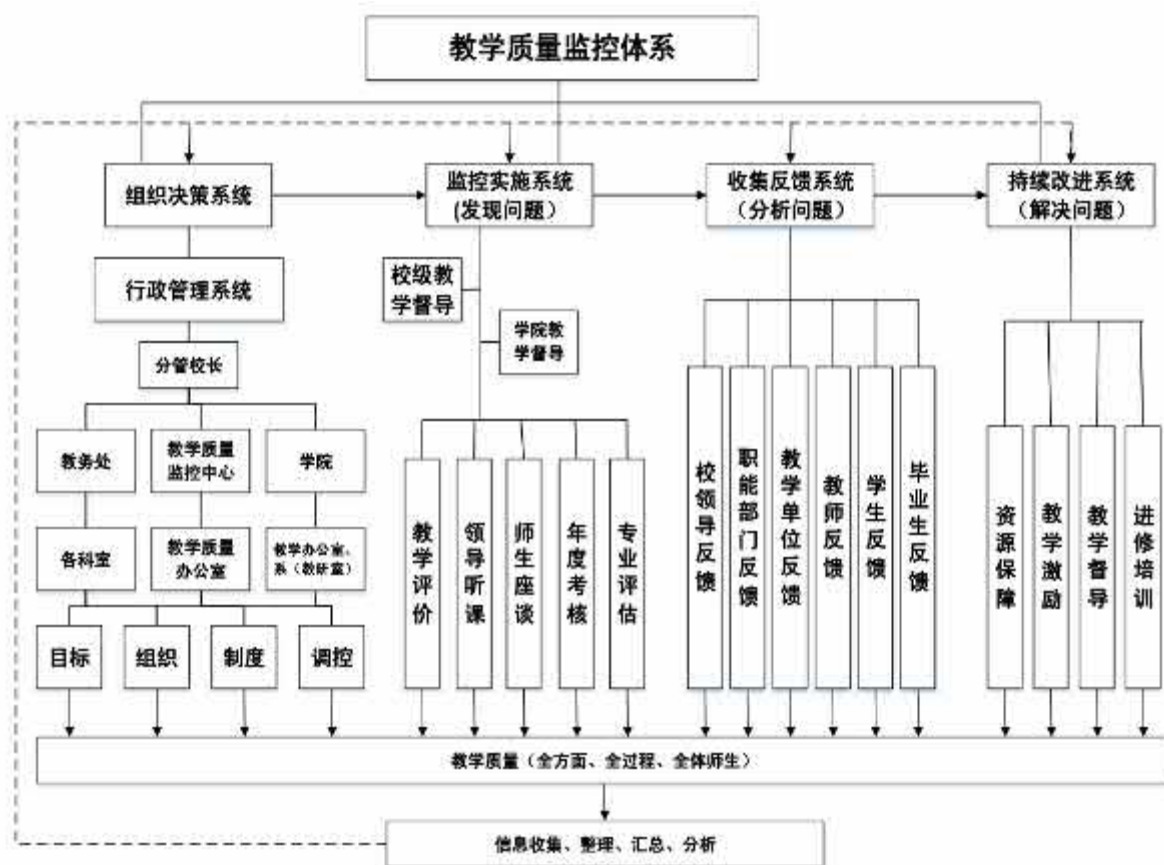 教学质量监控体系
组织决策系统
监控实施系统
(发现问题）
收集反馈系统
（分析问题）
持续改进系统
（解决问题）
行政管理系统
校级教
学督导
学院教
学督导
分管校长
教务处
教学质量
监控中心
学院
各科室
教学质量
办公室
教学办公室、
系（教研室）
目标
组织
制度
调控
教学评价
领导听课
师生座谈
年度考核
专业评估
校领导反馈
职能部门反馈
教学单位反馈
教师反馈
学生反馈
毕业生反馈
资源保障
教学激励
教学督导
进修培训
教学质量（全方面、全过程、全体师生）
信息收集、整理、汇总、分析